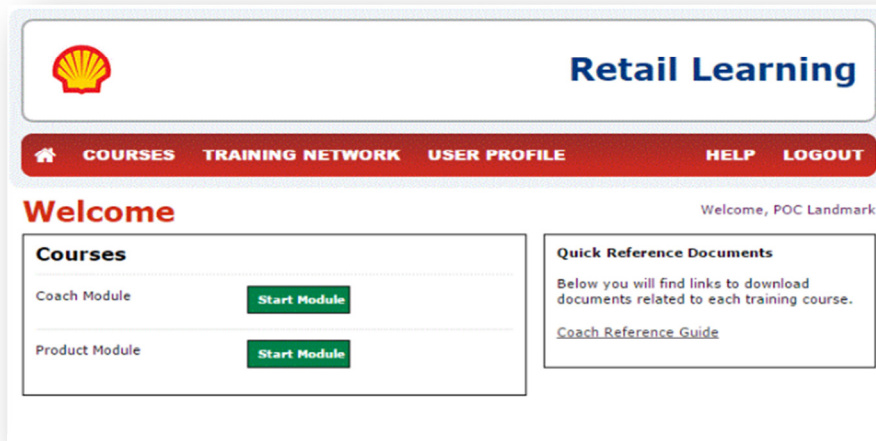 Retail Learning
COURSES TRAINING NETWORK USER PROFILE HELP LOGOUT
Welcome
Welcome, POC Landmark
Courses
Coach Module Start Module
Product Module Start Module
Quick Reference Documents
Below you will find links to download
documents related to each training course.
Coach Reference Guide